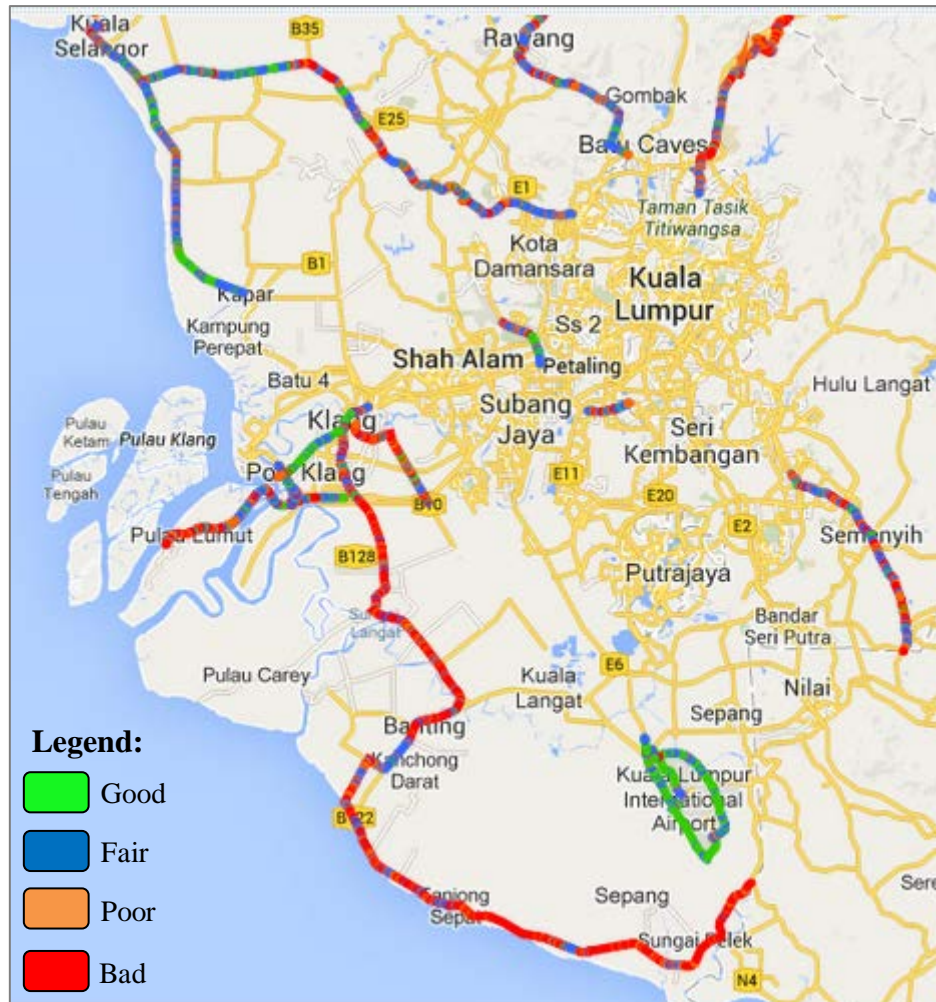 Kuala
Selangor
B35
Rawang
Gombak
E25
Batu Caves
E1
Taman Tasik
Titiwangsa
Kota
Damansara
B1
Kuala
Lumpur
Kapar
Kampung
Perepat
Ss 2
Shah Alam
Petaling
Batu 4
Hulu Langat
Klang
Subang
Jaya
Pulau
Ketam
Pulau Klang
Seri
Kembangan
Port Klang
Pulau
Tengah
E11
E20
B10
E2
Pulau Lumut
Semenyih
B128
Putrajaya
Langat
Bandar
Seri Putra
Pulau Carey
Kuala
Langat
E6
Nilai
Sepang
Banting
Legend:
Kanchong
Darat
Kuala Lumpur
International
Airport
Good
Fair
Tanjong
Sepat
Sepang
Poor
Sungai Pelek
N4
Bad